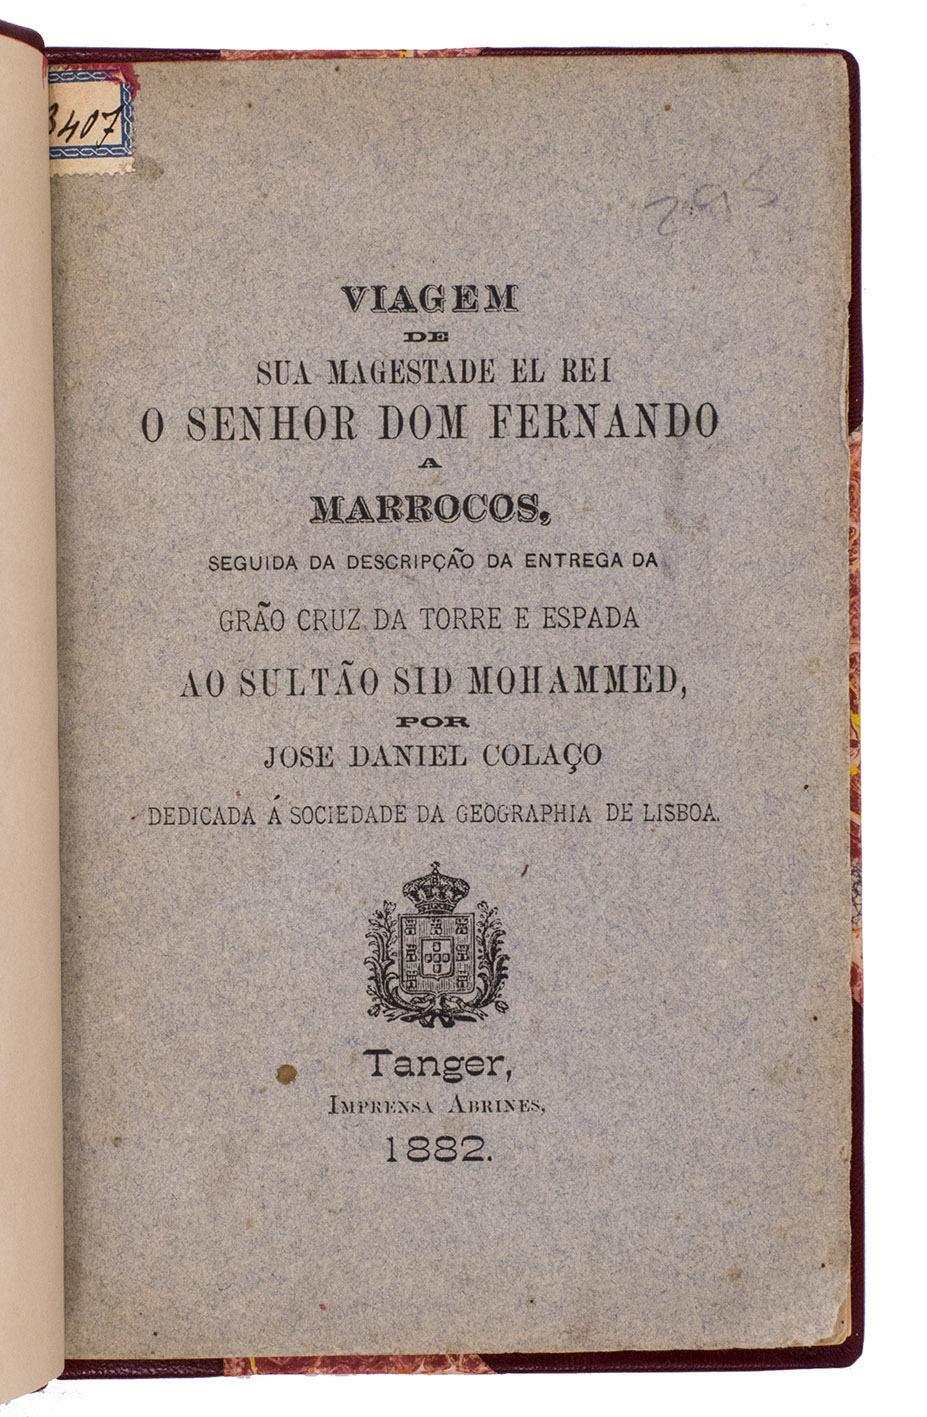 3407
295
VIAGEM
DE
SUA MAGESTADE EL REI
O SENHOR DOM FERNANDO
A
MARROCOS,
SEGUIDA DA DESCRIPÇÃO DA ENTREGA DA
GRÃO CRUZ DA TORRE E ESPADA
AO SULTÃO SID MOHAMMED,
POR
JOSE DANIEL COLAÇO
DEDICADA Á SOCIEDADE DA GEOGRAPHIA DE LISBOA.
Tanger,
IMPRENSA ABRINES,
1882.